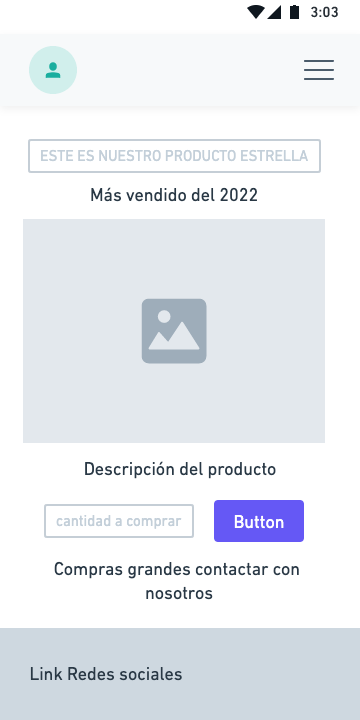 3:03
ESTE ES NUESTRO PRODUCTO ESTRELLA
Más vendido del 2022
Descripción del producto
cantidad a comprar
Button
Compras grandes contactar con
nosotros
Link Redes sociales